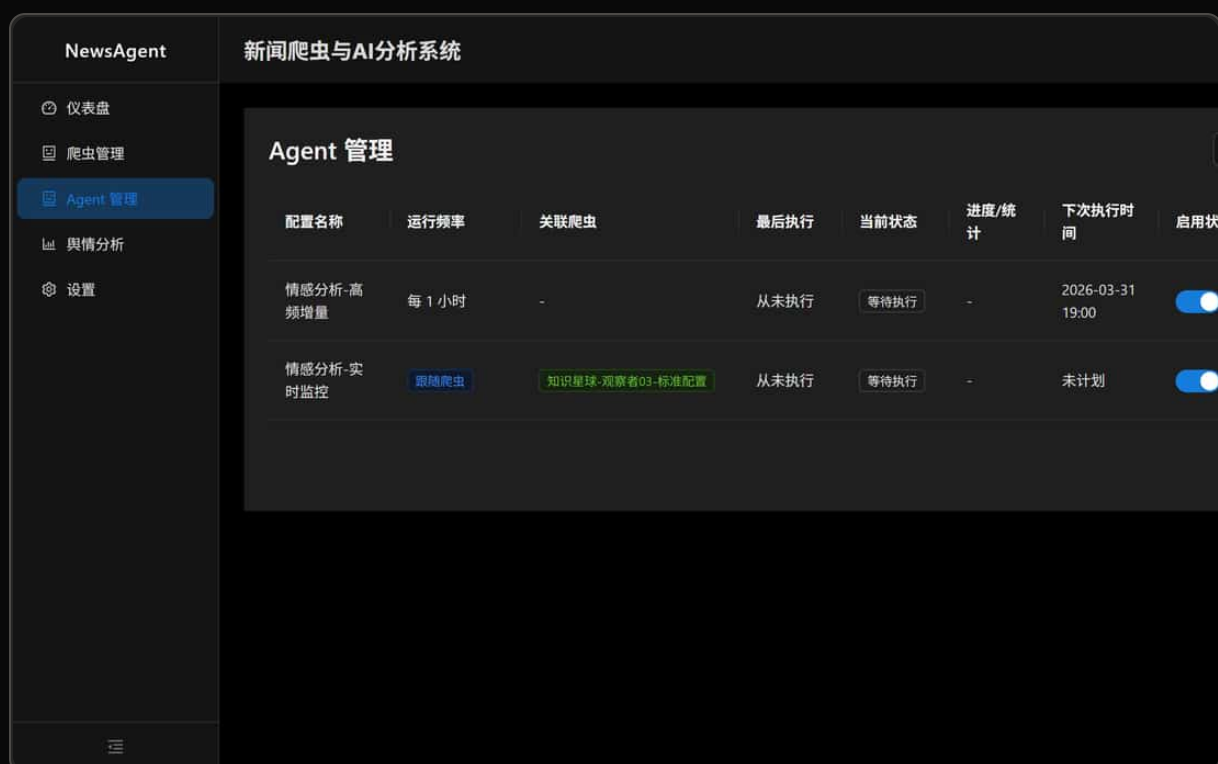 NewsAgent
新闻爬虫与AI分析系统
仪表盘
爬虫管理
Agent 管理
舆情分析
设置
Agent 管理
配置名称
运行频率
关联爬虫
最后执行
当前状态
进度/统
计
下次执行时
间
启用状
情感分析-高
频增量
每 1 小时
-
从未执行
等待执行
-
2026-03-31
19:00
情感分析-实
时监控
跟随爬虫
知识星球-观察者03-标准配置
从未执行
等待执行
-
未计划